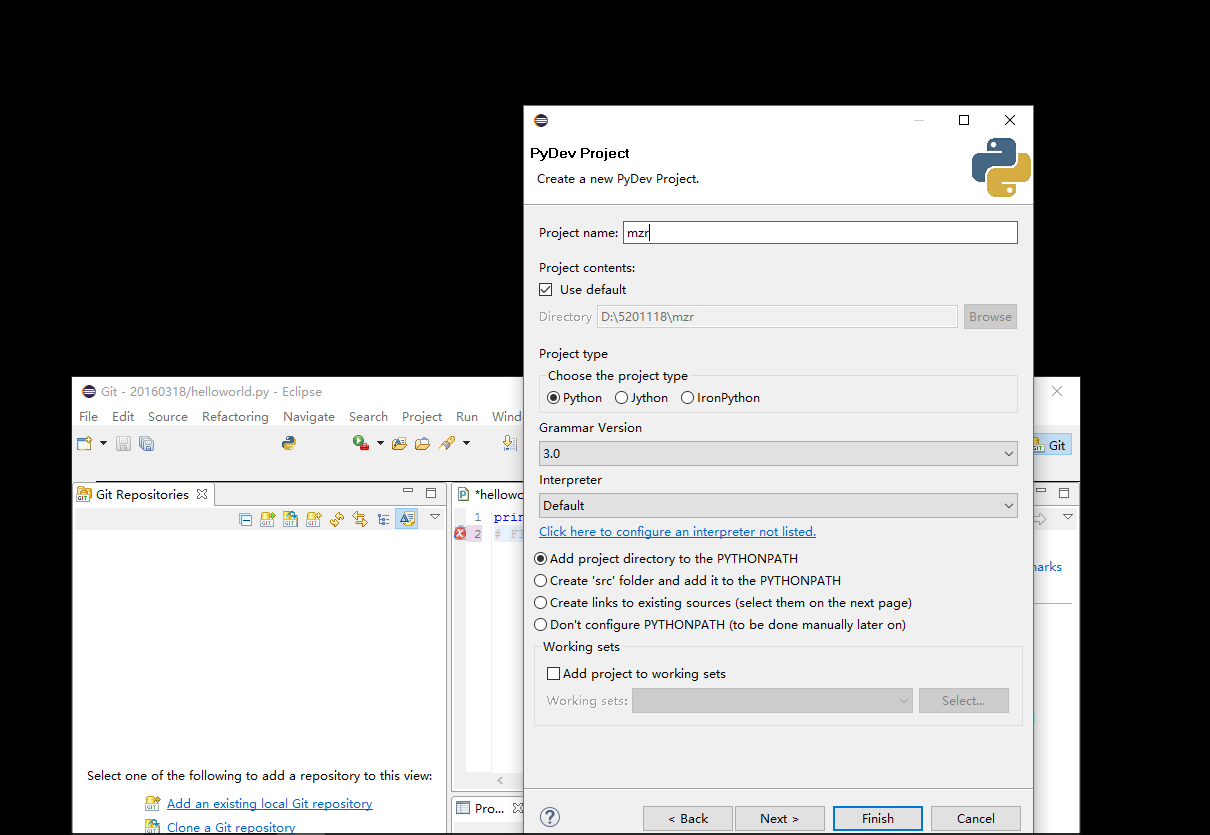 PyDev Project
Create a new PyDev Project.
Project name: mzr
Project contents:
Use default
Directory D:\5201118\mzr Browse
Project type
Choose the project type
Python Jython IronPython
Grammar Version
3.0
Interpreter
Default
Click here to configure an interpreter not listed.
Add project directory to the PYTHONPATH
Create 'src' folder and add it to the PYTHONPATH
Create links to existing sources (select them on the next page)
Don't configure PYTHONPATH (to be done manually later on)
Working sets
Add project to working sets
Working sets: Select...
< Back Next > Finish Cancel
Git - 20160318/helloworld.py - Eclipse
File Edit Source Refactoring Navigate Search Project Run Wind
Git
Git Repositories
*hellowo
1 prin
2 #
arks
Select one of the following to add a repository to this view:
Add an existing local Git repository
Clone a Git repository
Pro...